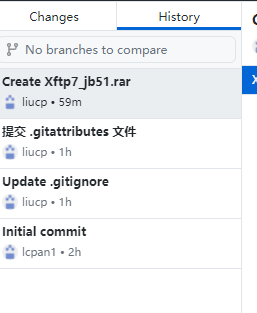 Changes History
No branches to compare
Create Xftp7_jb51.rar
liucp • 59m
提交 .gitattributes 文件
liucp • 1h
Update .gitignore
liucp • 1h
Initial commit
lcpan1 • 2h